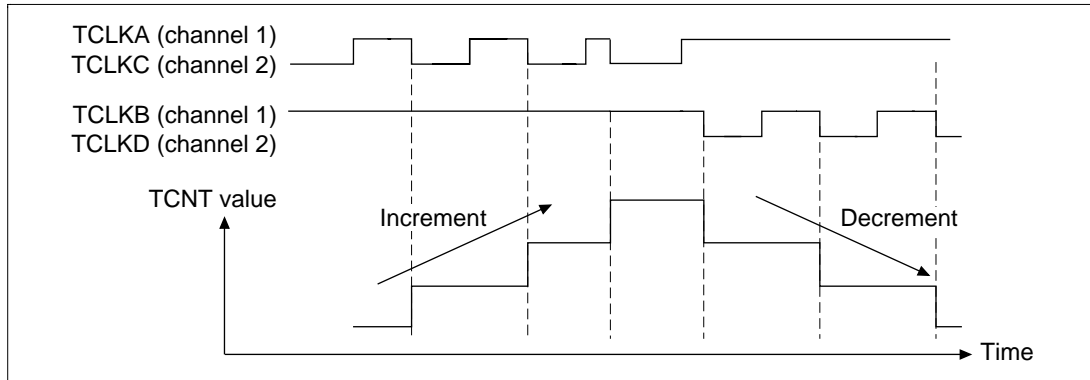 TCLKA (channel 1)
TCLKC (channel 2)
TCLKB (channel 1)
TCLKD (channel 2)
TCNT value
Increment
Decrement
Time